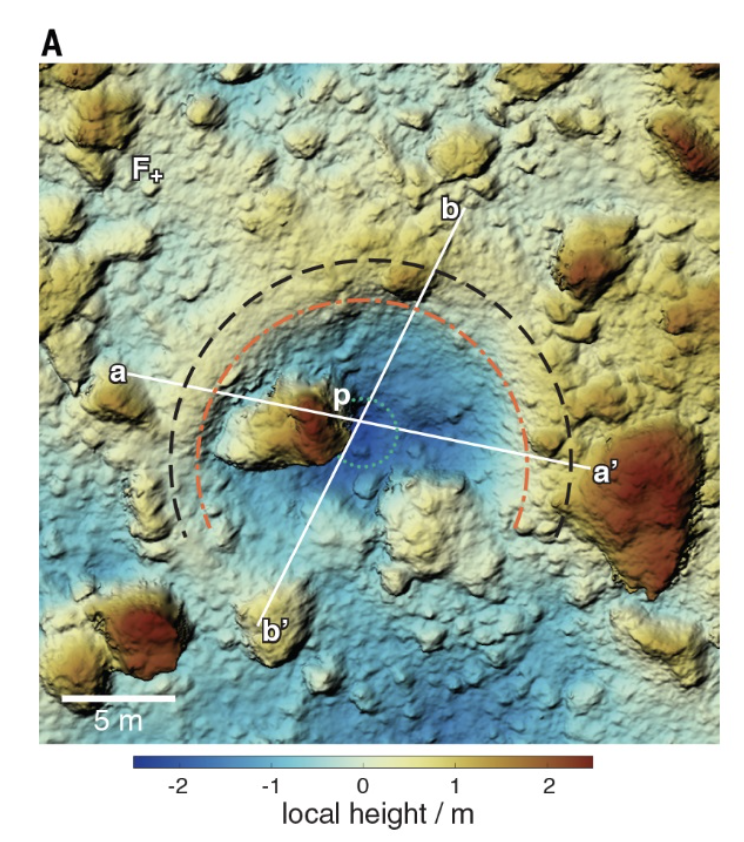 A
F+
b
a
p
a’
b’
5 m
-2 -1 0 1 2
local height / m